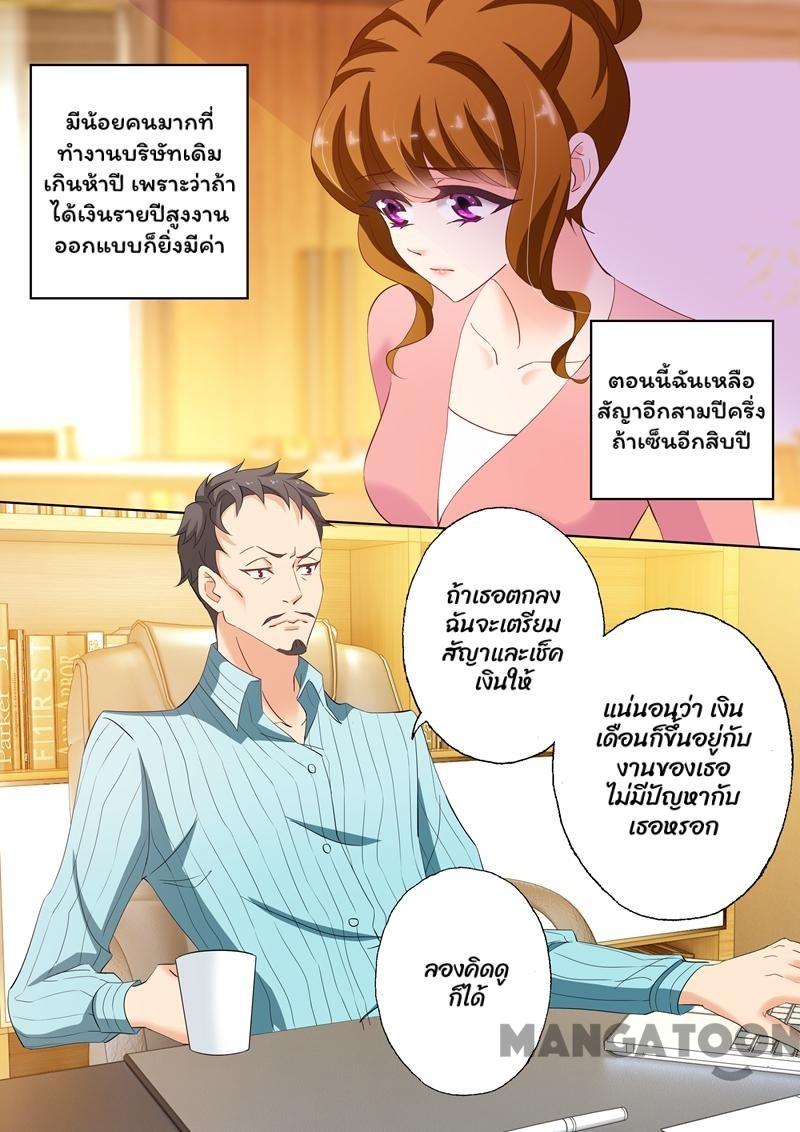 มีน้อยคนมากที่
ทำงานบริษัทเดิม
เกินห้าปี เพราะว่าถ้า
ได้เงินรายปีสูงงาน
ออกแบบก็ยิ่งมีค่า
ตอนนี้ฉันเหลือ
สัญาอีกสามปีครึ่ง
ถ้าเซ็นอีกสิบปี
ถ้าเธอตกลง
ฉันจะเตรียม
สัญาและเช็ค
เงินให้
แน่นอนว่า เงิน
เดือนก็ขึ้นอยู่กับ
งานของเธอ
ไม่มีปัญหากับ
เธอหรอก
ลองคิดดู
ก็ได้
Parker 51
FIRST
ANN ARBOR
MANGATOON